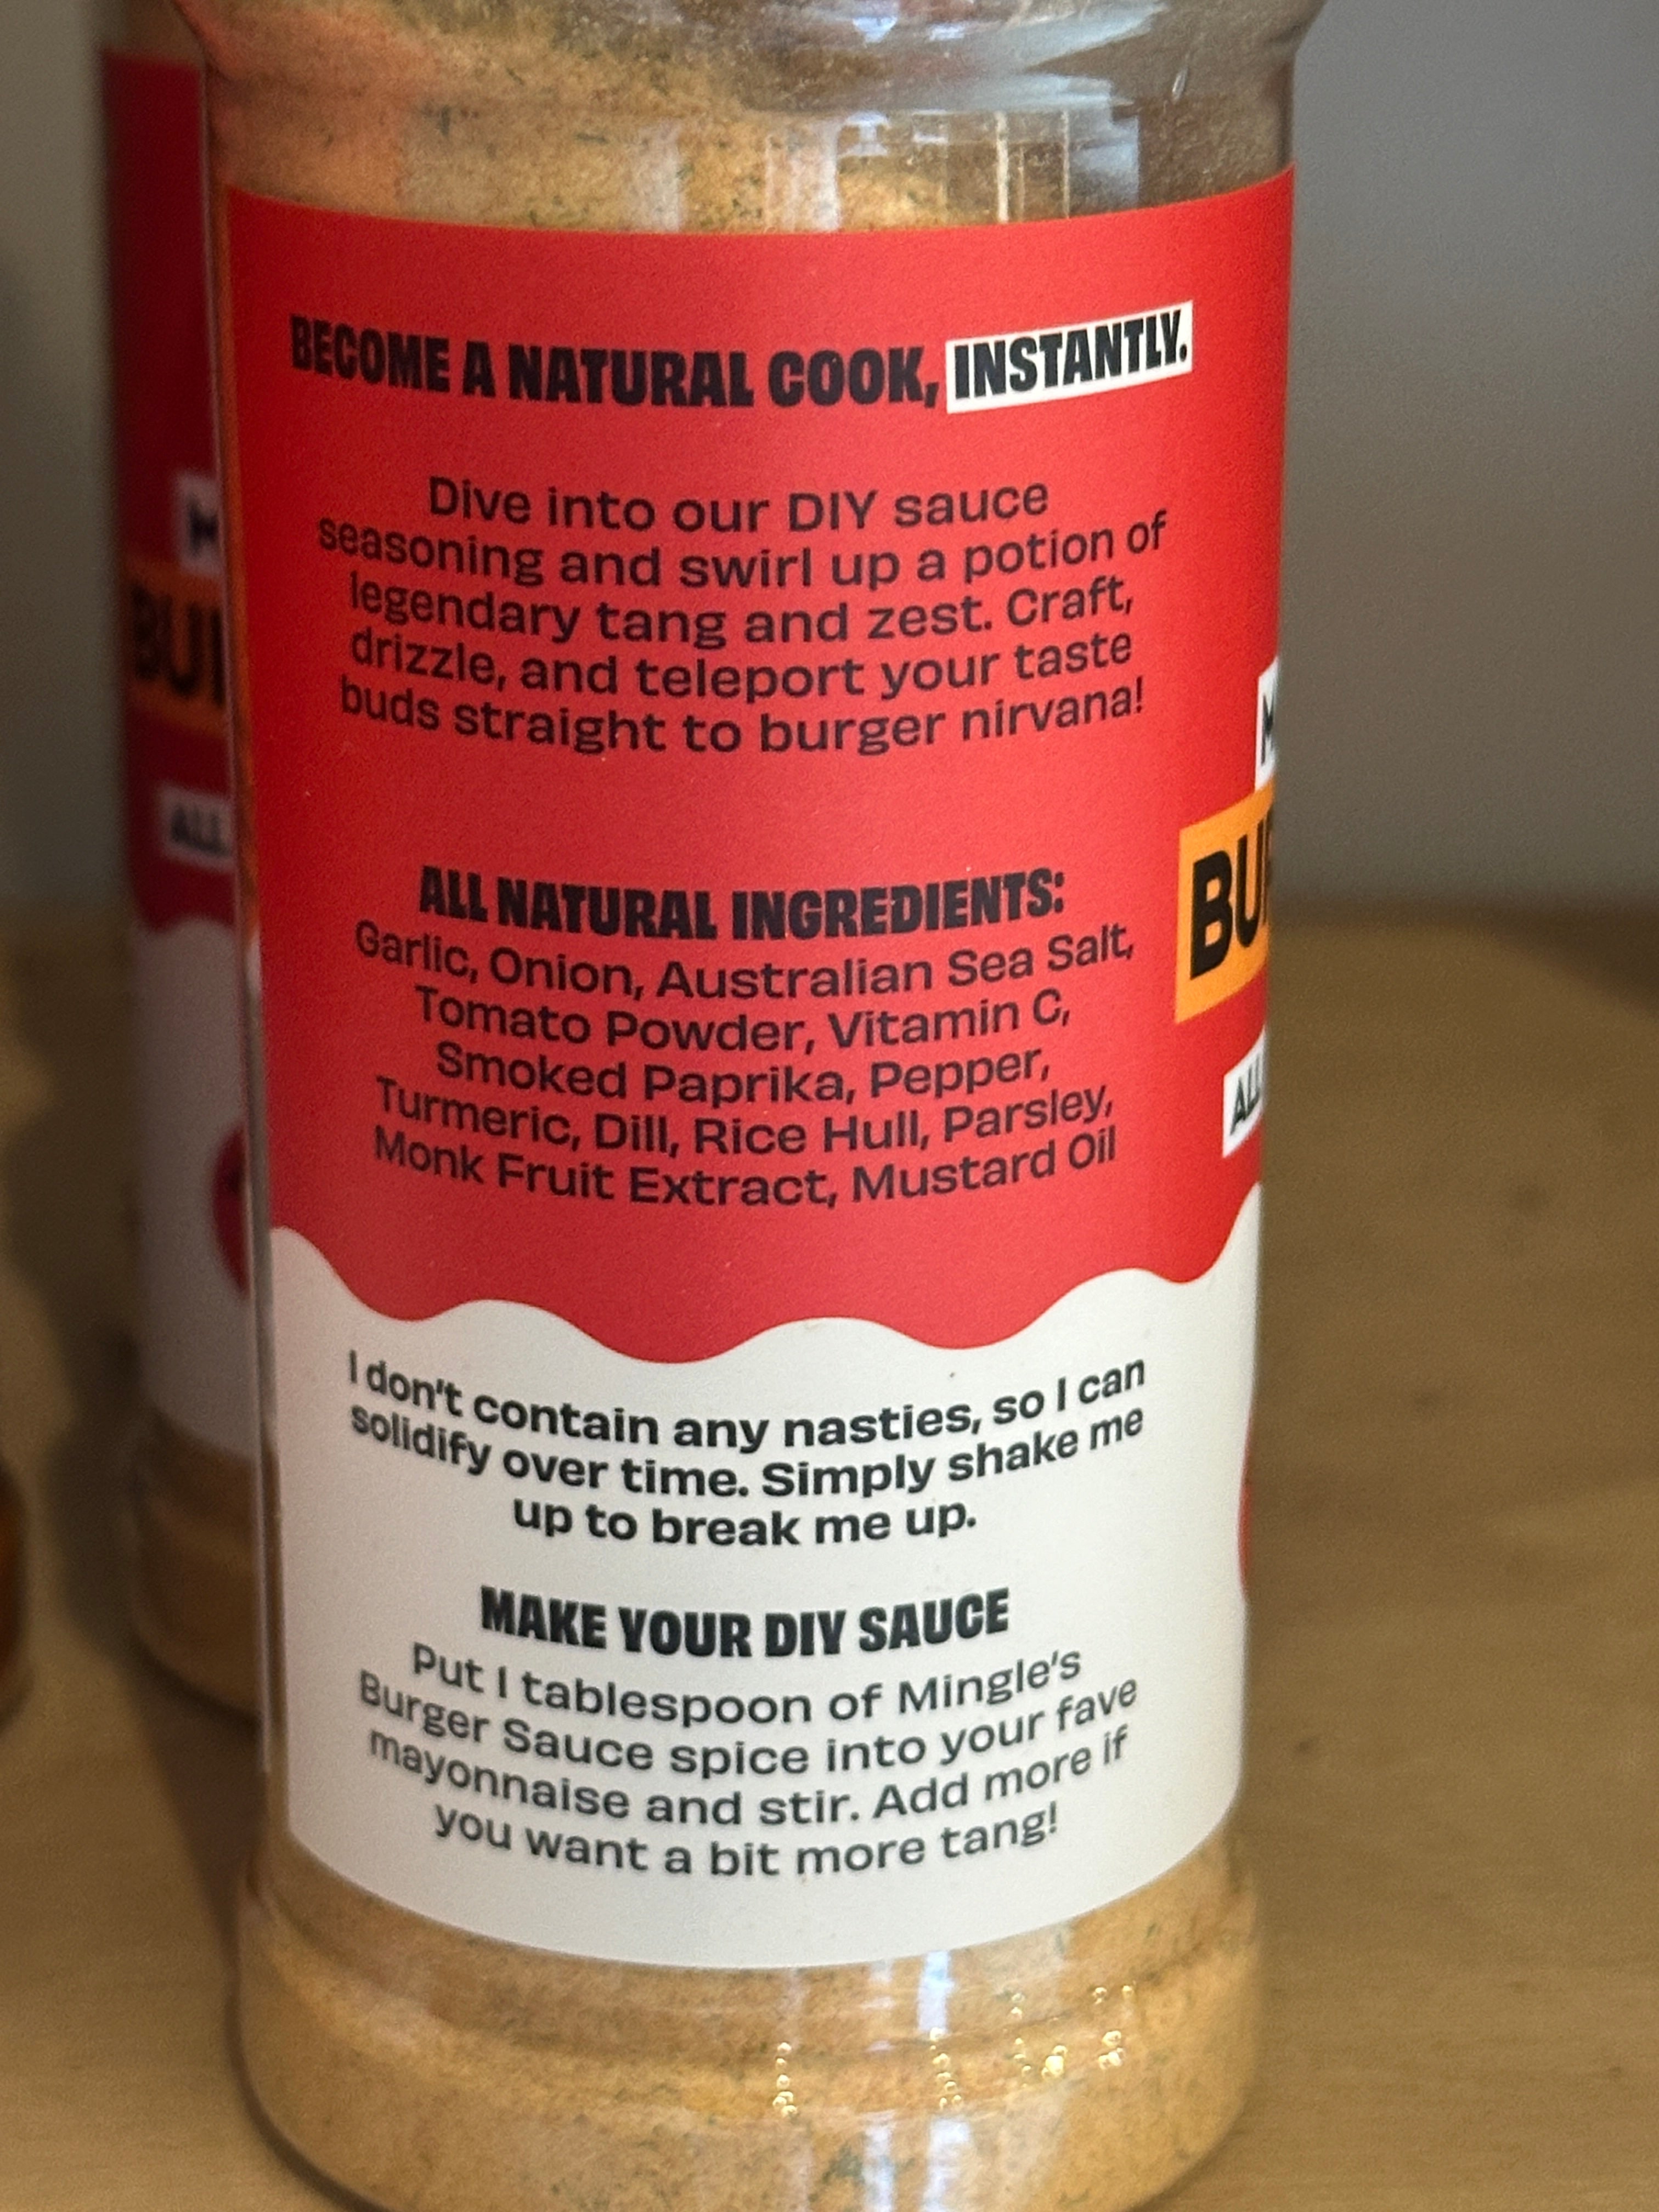 BECOME A NATURAL COOK, INSTANTLY.
Dive into our DIY sauce
seasoning and swirl up a potion of
legendary tang and zest. Craft,
drizzle, and teleport your taste
buds straight to burger nirvana!
ALL NATURAL INGREDIENTS:
Garlic, Onion, Australian Sea Salt,
Tomato Powder, Vitamin C,
Smoked Paprika, Pepper,
Turmeric, Dill, Rice Hull, Parsley,
Monk Fruit Extract, Mustard Oil
I don't contain any nasties, so I can
solidify over time. Simply shake me
up to break me up.
MAKE YOUR DIY SAUCE
Put 1 tablespoon of Mingle's
Burger Sauce spice into your fave
mayonnaise and stir. Add more if
you want a bit more tang!